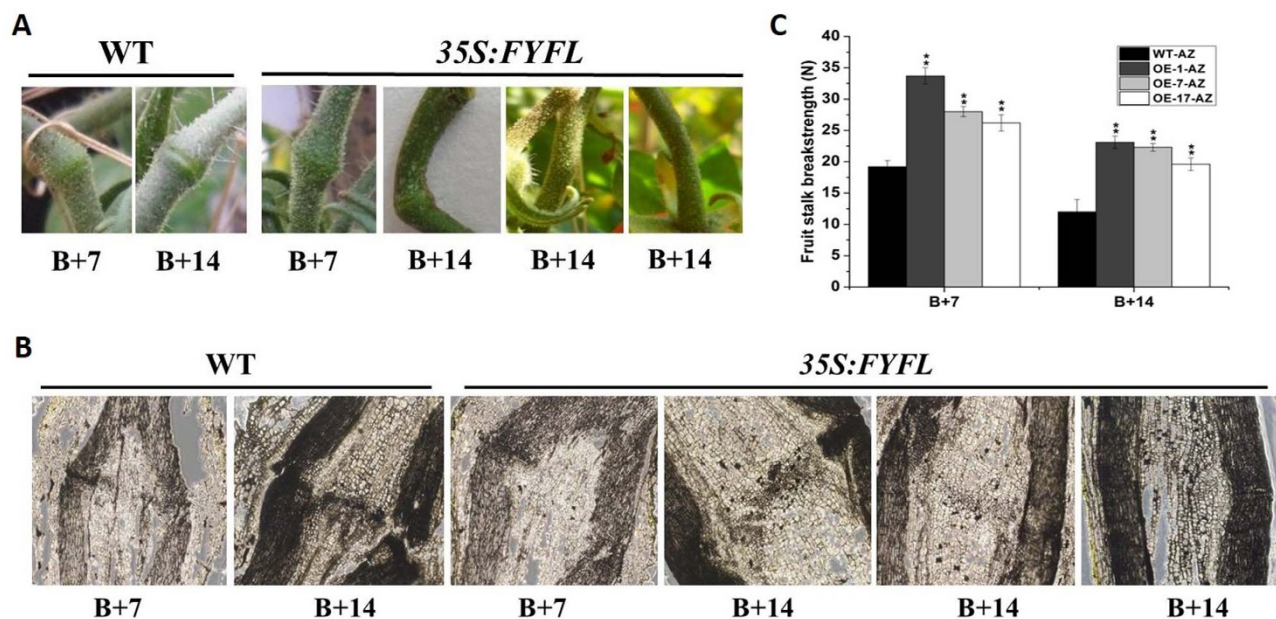 A
WT
35S:FYFL
B+7
B+14
B+7
B+14
B+14
B+14
C
Fruit stalk breakstrength (N)
40
35
30
25
20
15
10
5
0
WT-AZ
OE-1-AZ
OE-7-AZ
OE-17-AZ
**
**
**
**
**
**
B+7
B+14
B
WT
35S:FYFL
B+7
B+14
B+7
B+14
B+14
B+14